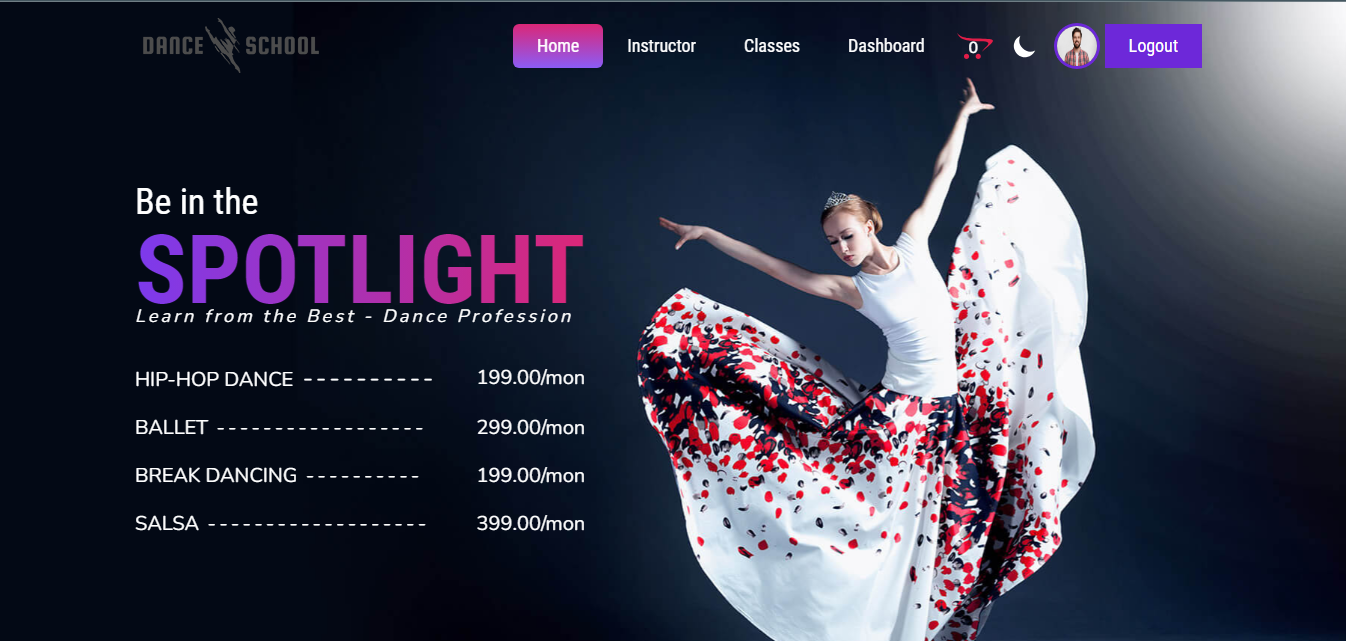 DANCE SCHOOL
Home Instructor Classes Dashboard 0 Logout
Be in the
SPOTLIGHT
Learn from the Best - Dance Profession
HIP-HOP DANCE ---------- 199.00/mon
BALLET ------------------ 299.00/mon
BREAK DANCING ---------- 199.00/mon
SALSA ------------------- 399.00/mon